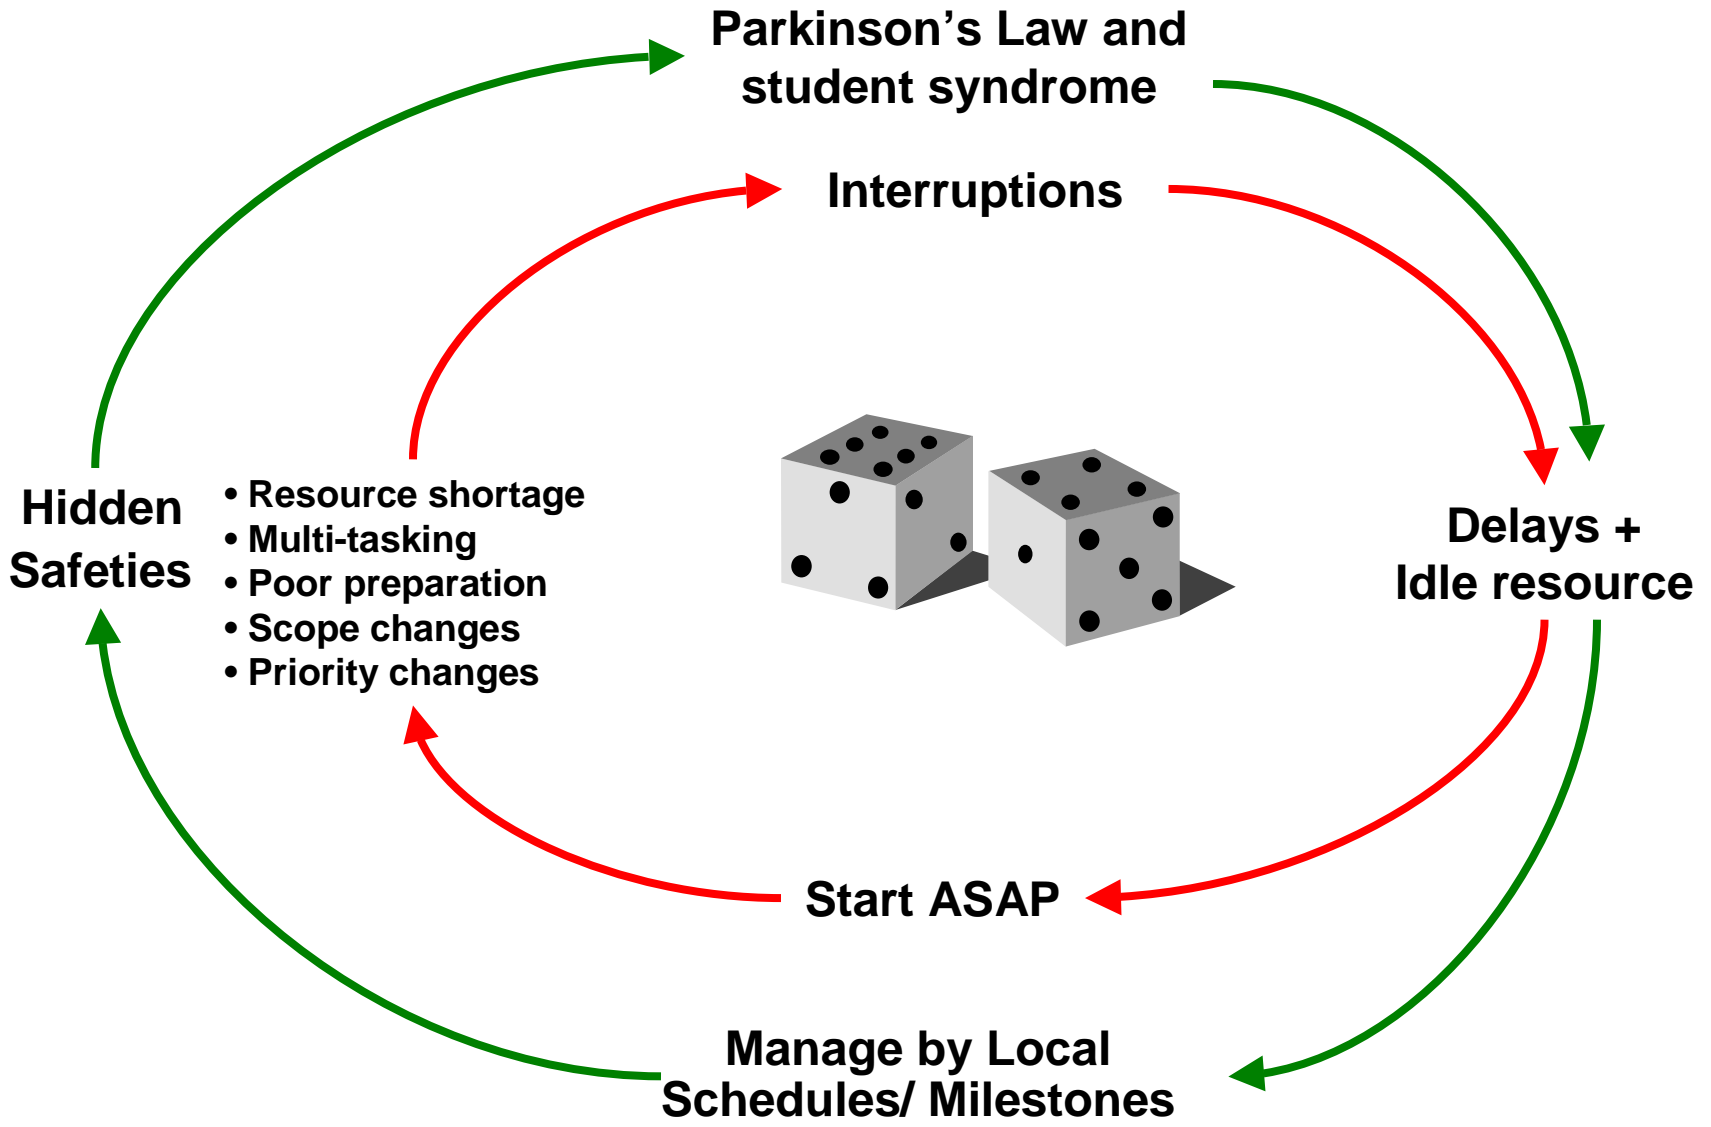 Parkinson’s Law and
student syndrome
Interruptions
Hidden
Safeties
• Resource shortage
• Multi-tasking
• Poor preparation
• Scope changes
• Priority changes
Delays +
Idle resource
Start ASAP
Manage by Local
Schedules/ Milestones